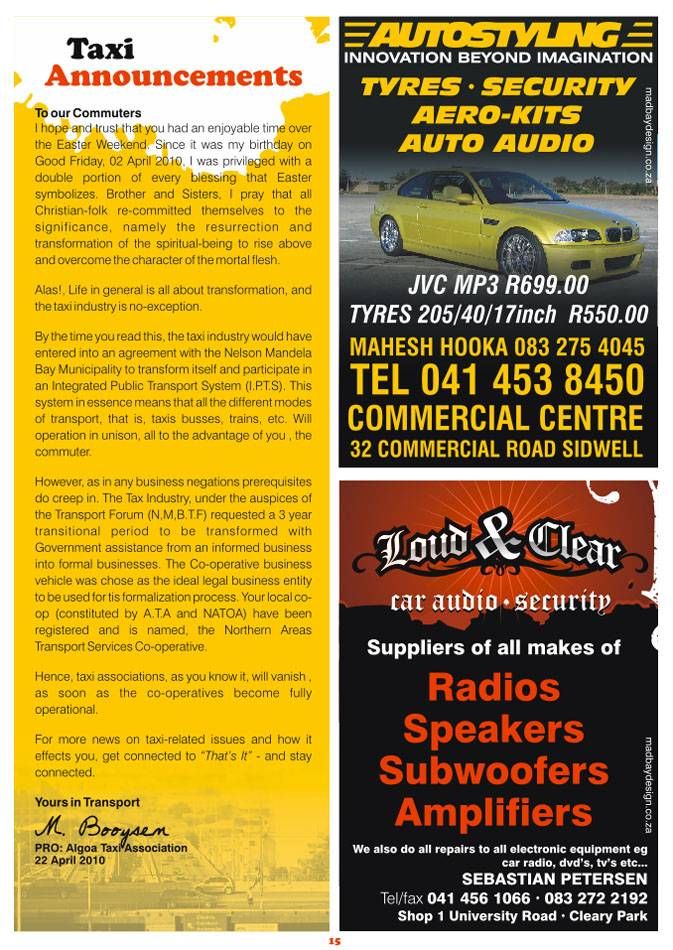 Taxi
Announcements
To our Commuters
I hope and trust that you had an enjoyable time over
the Easter Weekend. Since it was my birthday on
Good Friday, 02 April 2010, I was privileged with a
double portion of every blessing that Easter
symbolizes. Brother and Sisters, I pray that all
Christian-folk re-committed themselves to the
significance, namely the resurrection and
transformation of the spiritual-being to rise above
and overcome the character of the mortal flesh.
Alas!, Life in general is all about transformation, and
the taxi industry is no-exception.
By the time you read this, the taxi industry would have
entered into an agreement with the Nelson Mandela
Bay Municipality to transform itself and participate in
an Integrated Public Transport System (I.P.T.S). This
system in essence means that all the different modes
of transport, that is, taxis busses, trains, etc. Will
operation in unison, all to the advantage of you , the
commuter.
However, as in any business negations prerequisites
do creep in. The Tax Industry, under the auspices of
the Transport Forum (N,M,B.T.F) requested a 3 year
transitional period to be transformed with
Government assistance from an informed business
into formal businesses. The Co-operative business
vehicle was chose as the ideal legal business entity
to be used for tis formalization process. Your local co-
op (constituted by A.T.A and NATOA) have been
registered and is named, the Northern Areas
Transport Services Co-operative.
Hence, taxi associations, as you know it, will vanish ,
as soon as the co-operatives become fully
operational.
For more news on taxi-related issues and how it
effects you, get connected to "That's It" - and stay
connected.
Yours in Transport
M. Booysen
PRO: Algoa Taxi Association
22 April 2010
AUTOSTYLING
INNOVATION BEYOND IMAGINATION
TYRES · SECURITY
AERO-KITS
AUTO AUDIO
madbaydesign.co.za
JVC MP3 R699.00
TYRES 205/40/17inch R550.00
MAHESH HOOKA 083 275 4045
TEL 041 453 8450
COMMERCIAL CENTRE
32 COMMERCIAL ROAD SIDWELL
Loud & Clear
car audio · security
Suppliers of all makes of
Radios
Speakers
Subwoofers
Amplifiers
madbaydesign.co.za
We also do all repairs to all electronic equipment eg
car radio, dvd's, tv's etc...
SEBASTIAN PETERSEN
Tel/fax 041 456 1066 · 083 272 2192
Shop 1 University Road · Cleary Park
15